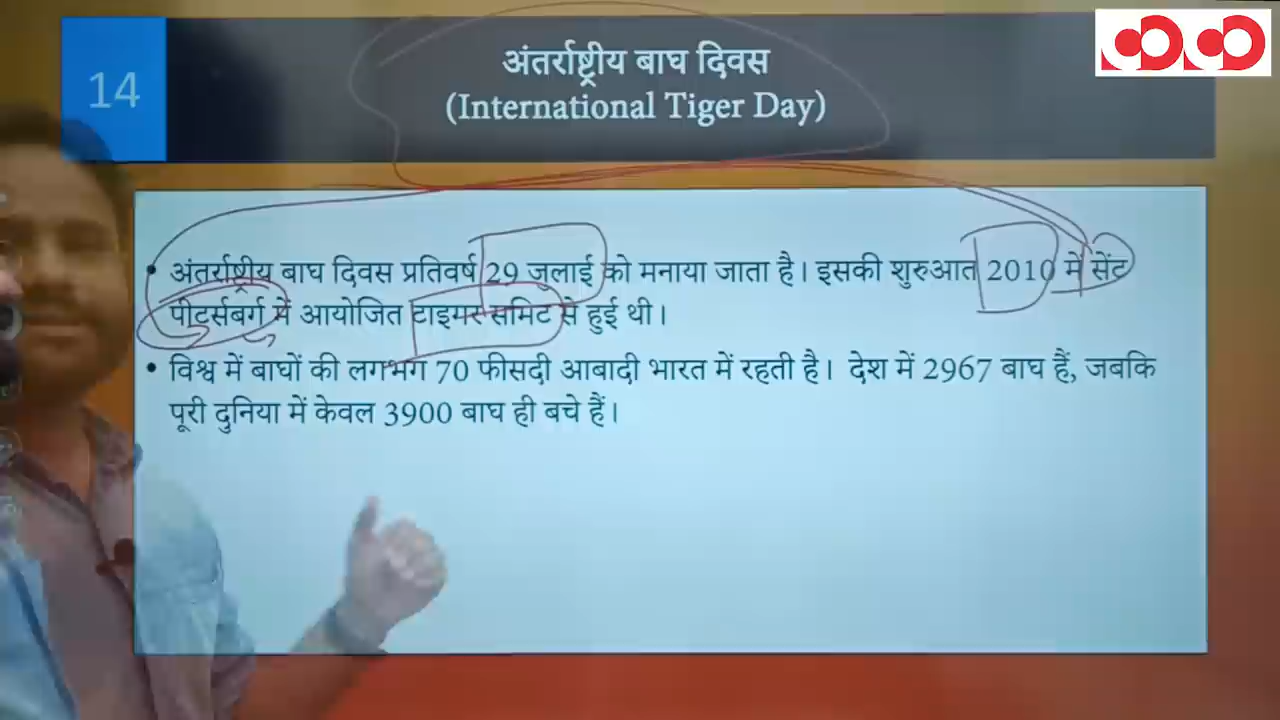 14
अंतर्राष्ट्रीय बाघ दिवस
(International Tiger Day)
• अंतर्राष्ट्रीय बाघ दिवस प्रतिवर्ष 29 जुलाई को मनाया जाता है। इसकी शुरुआत 2010 में सेंट
पीटर्सबर्ग में आयोजित टाइमर समिट से हुई थी।
• विश्व में बाघों की लगभग 70 फीसदी आबादी भारत में रहती है। देश में 2967 बाघ हैं, जबकि
पूरी दुनिया में केवल 3900 बाघ ही बचे हैं।